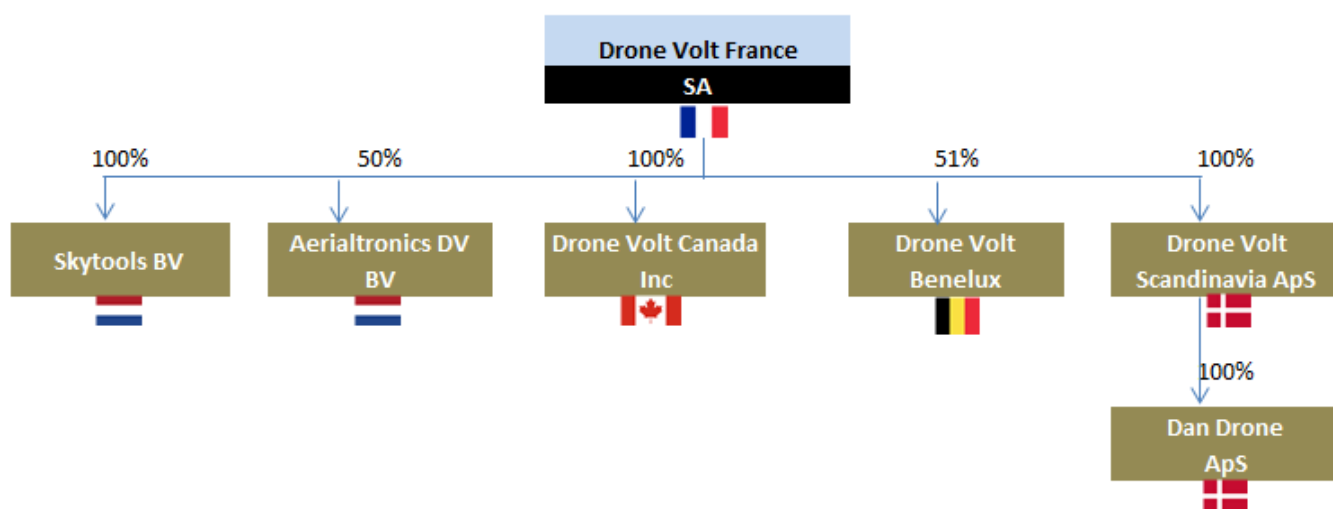 Drone Volt France
SA
100%
50%
100%
51%
100%
Skytools BV
Aerialtronics DV
BV
Drone Volt Canada
Inc
Drone Volt
Benelux
Drone Volt
Scandinavia ApS
100%
Dan Drone
ApS